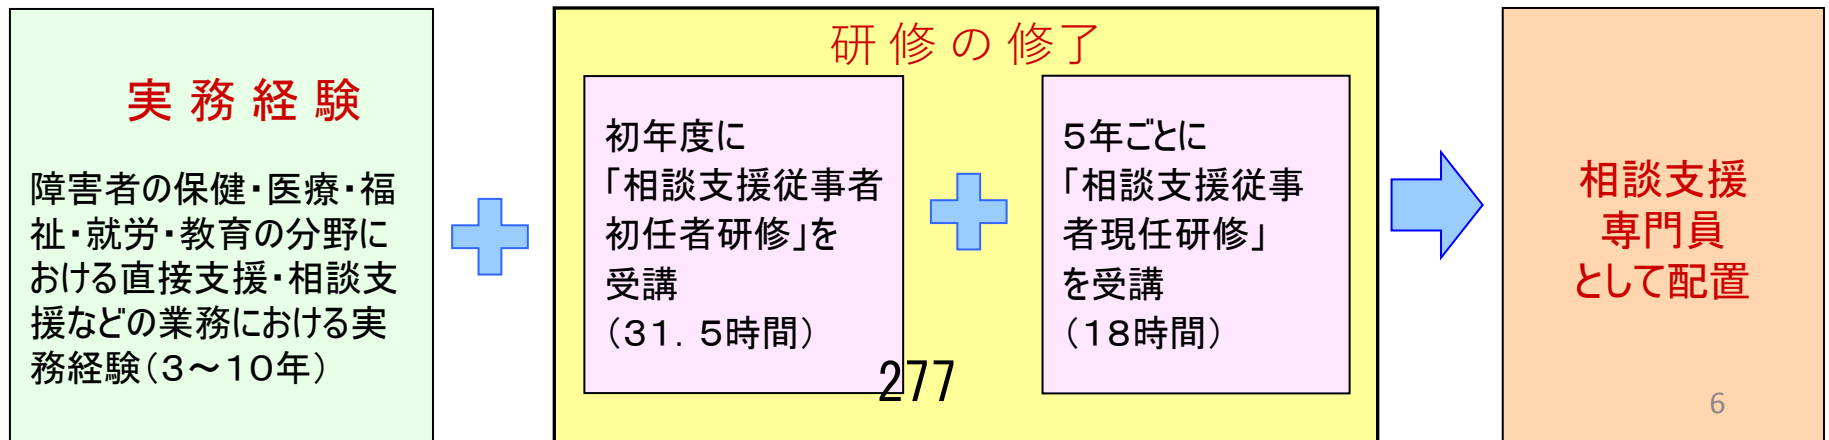 実務経験
障害者の保健・医療・福
祉・就労・教育の分野に
おける直接支援・相談支
援などの業務における実
務経験(3～10年)
研修の修了
初年度に
「相談支援従事者
初任者研修」を
受講
(31.5時間)
5年ごとに
「相談支援従事
者現任研修」
を受講
(18時間)
277
相談支援
専門員
として配置
6